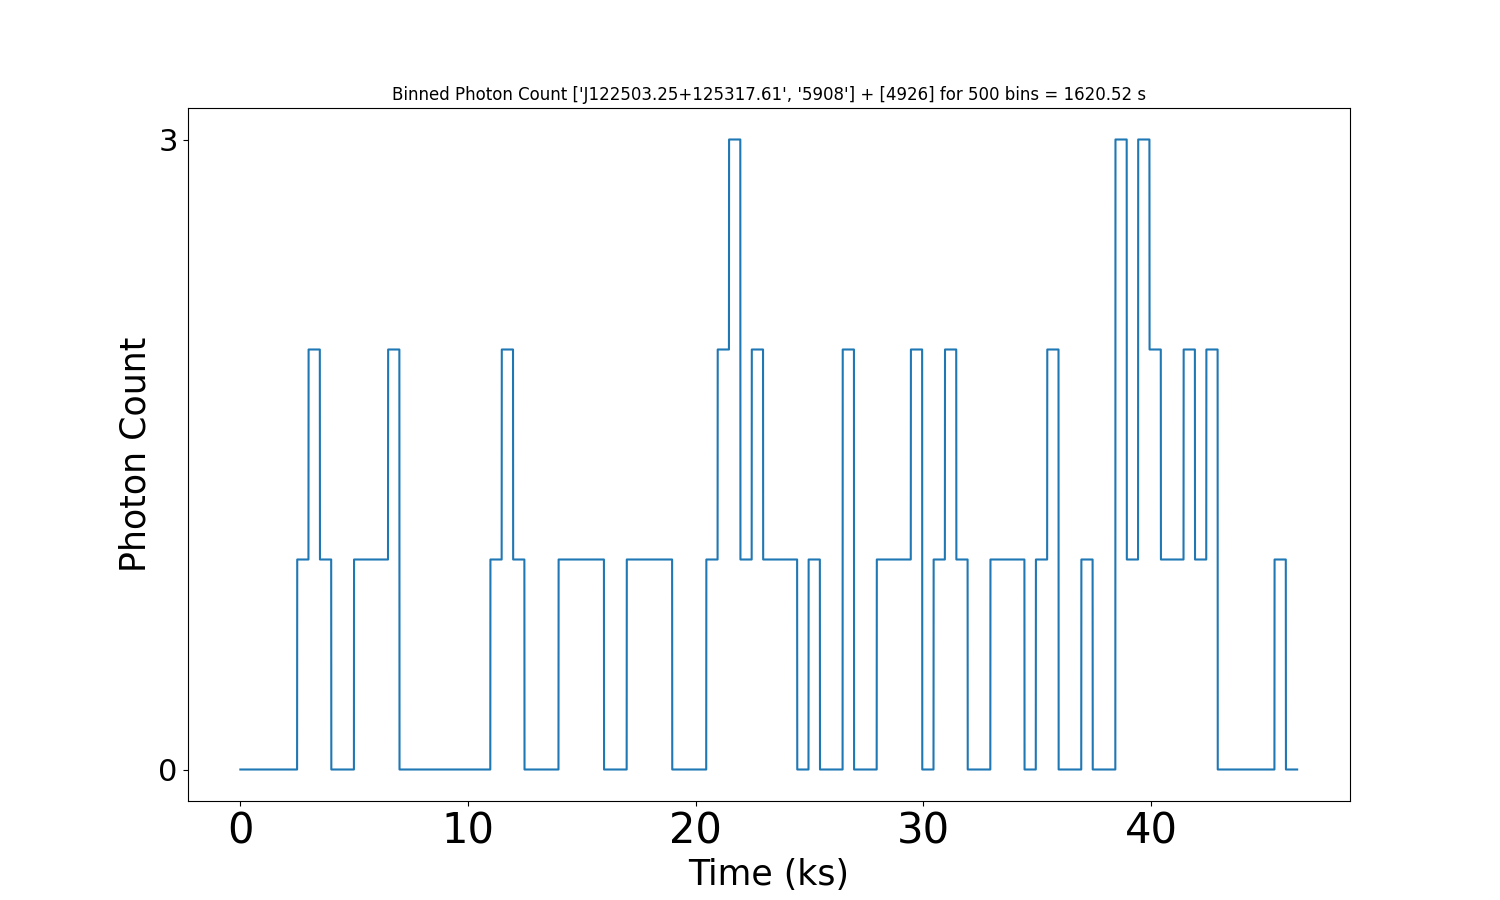 Binned Photon Count ['J122503.25+125317.61', '5908'] + [4926] for 500 bins = 1620.52 s
3
Photon Count
0
0 10 20 30 40
Time (ks)